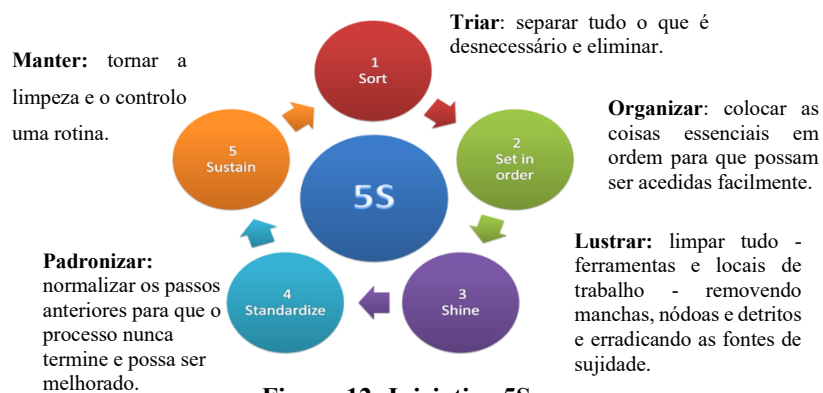 Triar: separar tudo o que é
desnecessário e eliminar.
1
Sort
Organizar: colocar as
coisas essenciais em
ordem para que possam
ser acedidas facilmente.
2
Set in
order
Lustrar: limpar tudo -
ferramentas e locais de
trabalho - removendo
manchas, nódoas e detritos
e erradicando as fontes de
sujidade.
3
Shine
Padronizar:
normalizar os passos
anteriores para que o
processo nunca
termine e possa ser
melhorado.
4
Standardize
Manter: tornar a
limpeza e o controlo
uma rotina.
5
Sustain
5S